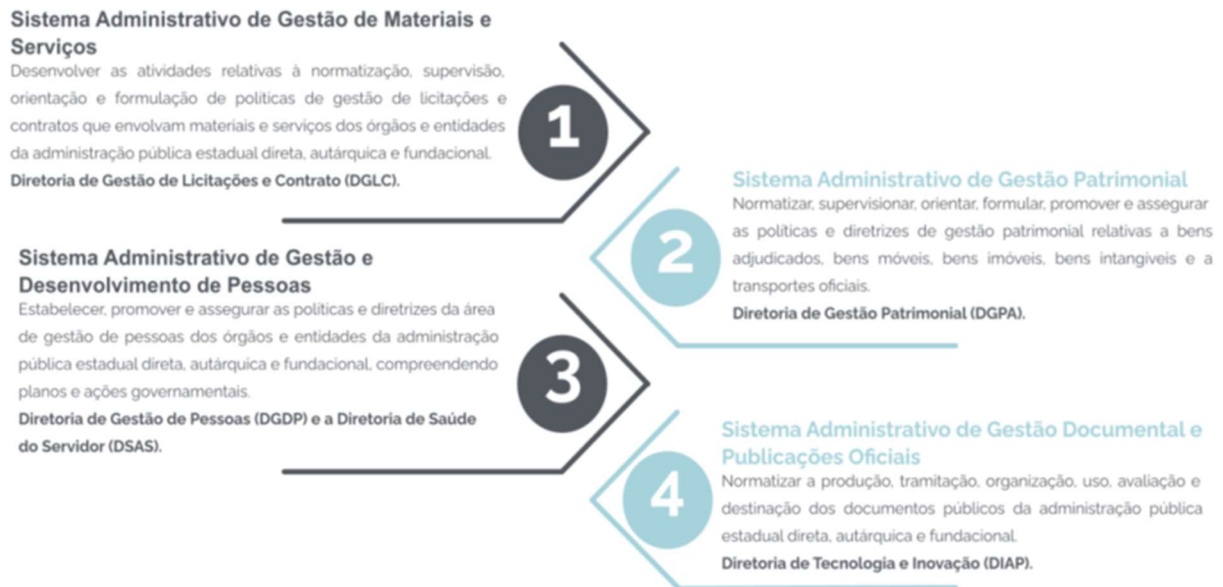 Sistema Administrativo de Gestão de Materiais e
Serviços
Desenvolver as atividades relativas à normatização, supervisão,
orientação e formulação de políticas de gestão de licitações e
contratos que envolvam materiais e serviços dos órgãos e entidades
da administração pública estadual direta, autárquica e fundacional.
Diretoria de Gestão de Licitações e Contrato (DGLC).
1
Sistema Administrativo de Gestão Patrimonial
Normatizar, supervisionar, orientar, formular, promover e assegurar
as políticas e diretrizes de gestão patrimonial relativas a bens
adjudicados, bens móveis, bens imóveis, bens intangíveis e a
transportes oficiais.
Diretoria de Gestão Patrimonial (DGPA).
2
Sistema Administrativo de Gestão e
Desenvolvimento de Pessoas
Estabelecer, promover e assegurar as políticas e diretrizes da área
de gestão de pessoas dos órgãos e entidades da administração
pública estadual direta, autárquica e fundacional, compreendendo
planos e ações governamentais.
Diretoria de Gestão de Pessoas (DGDP) e a Diretoria de Saúde
do Servidor (DSAS).
3
Sistema Administrativo de Gestão Documental e
Publicações Oficiais
Normatizar a produção, tramitação, organização, uso, avaliação e
destinação dos documentos públicos da administração pública
estadual direta, autárquica e fundacional.
Diretoria de Tecnologia e Inovação (DIAP).
4